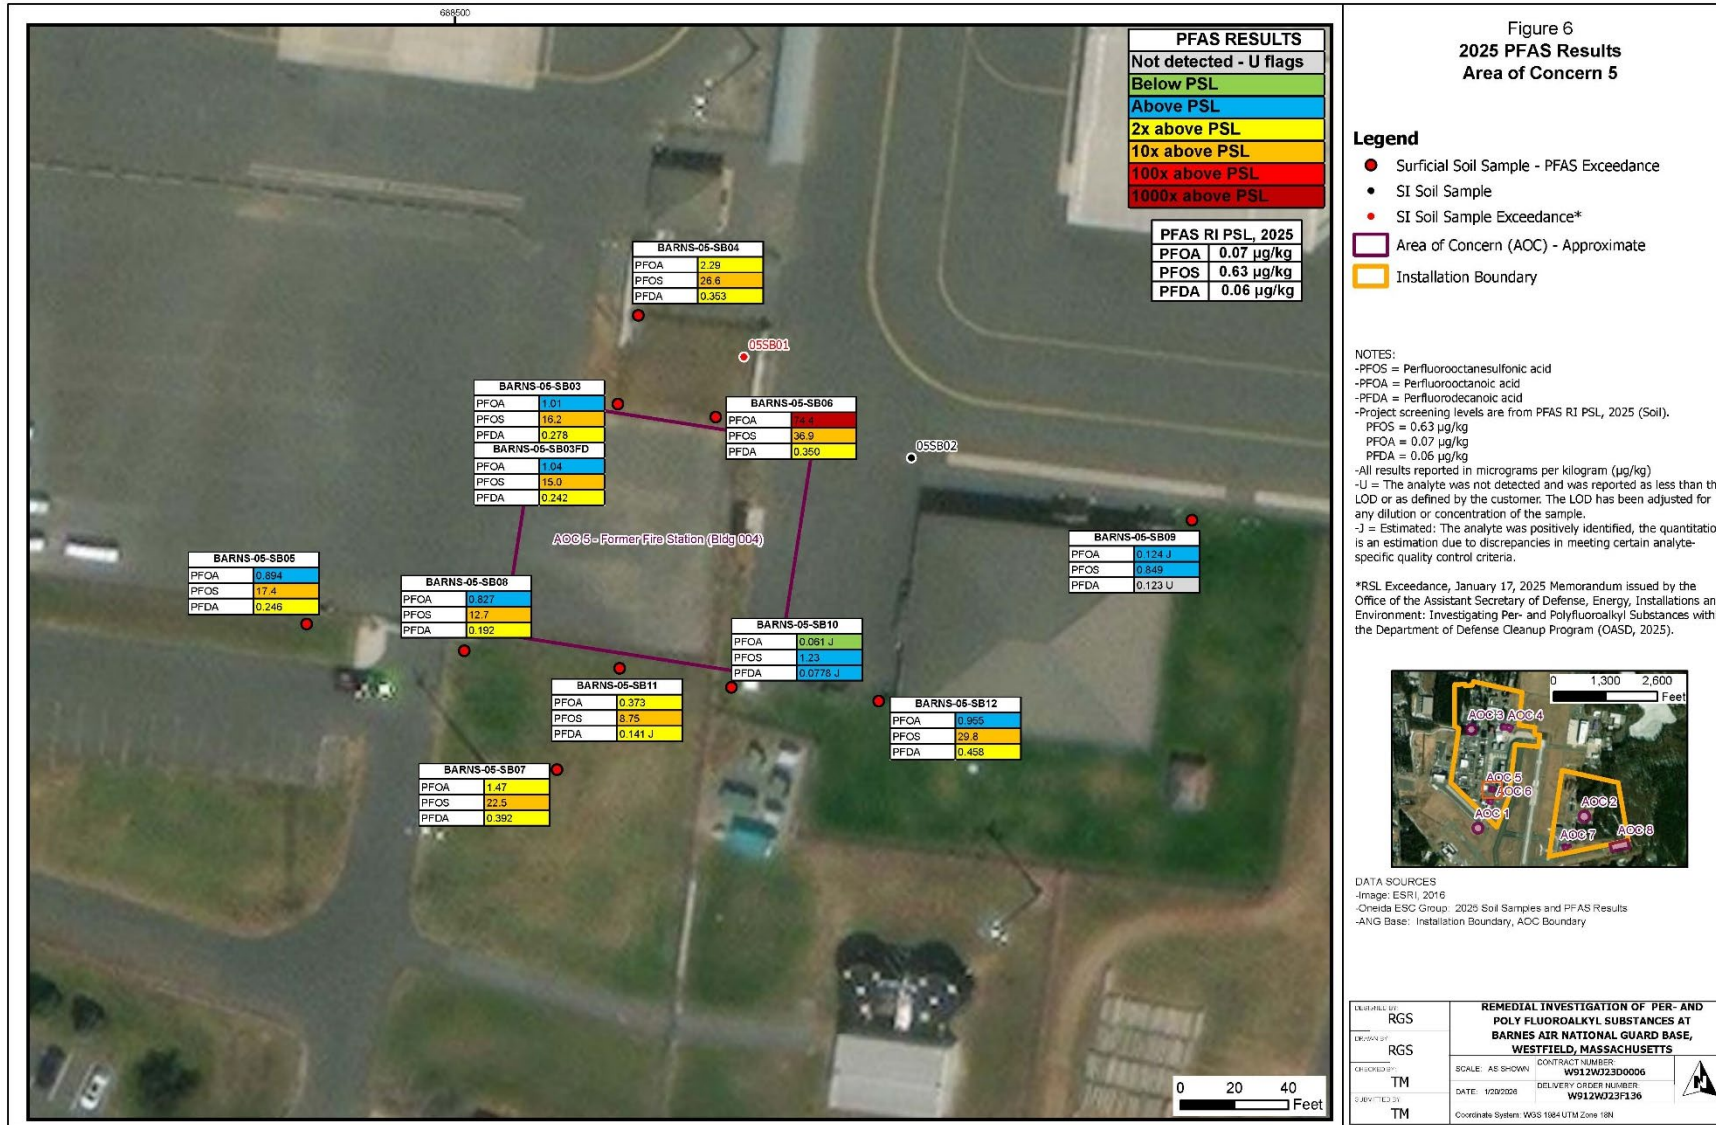 688500
PFAS RESULTS
Not detected - U flags
Below PSL
Above PSL
2x above PSL
10x above PSL
100x above PSL
1000x above PSL
PFAS RI PSL, 2025
PFOA 0.07 µg/kg
PFOS 0.63 µg/kg
PFDA 0.06 µg/kg
BARNS-05-SB04
PFOA 2.29
PFOS 26.6
PFDA 0.353
05SB01
BARNS-05-SB03
PFOA 1.01
PFOS 16.2
PFDA 0.278
BARNS-05-SB03FD
PFOA 1.04
PFOS 15.0
PFDA 0.242
BARNS-05-SB06
PFOA 74.4
PFOS 36.9
PFDA 0.350
05SB02
AOC 5 - Former Fire Station (Bldg 004)
BARNS-05-SB09
PFOA 0.124 J
PFOS 0.849
PFDA 0.123 U
BARNS-05-SB05
PFOA 0.894
PFOS 17.4
PFDA 0.246
BARNS-05-SB08
PFOA 0.827
PFOS 12.7
PFDA 0.192
BARNS-05-SB10
PFOA 0.061 J
PFOS 1.23
PFDA 0.0778 J
BARNS-05-SB11
PFOA 0.373
PFOS 8.75
PFDA 0.141 J
BARNS-05-SB12
PFOA 0.955
PFOS 29.8
PFDA 0.458
BARNS-05-SB07
PFOA 1.47
PFOS 22.5
PFDA 0.392
0 20 40
Feet
Figure 6
2025 PFAS Results
Area of Concern 5
Legend
Surficial Soil Sample - PFAS Exceedance
SI Soil Sample
SI Soil Sample Exceedance*
Area of Concern (AOC) - Approximate
Installation Boundary
NOTES:
-PFOS = Perfluorooctanesulfonic acid
-PFOA = Perfluorooctanoic acid
-PFDA = Perfluorodecanoic acid
-Project screening levels are from PFAS RI PSL, 2025 (Soil).
PFOS = 0.63 µg/kg
PFOA = 0.07 µg/kg
PFDA = 0.06 µg/kg
-All results reported in micrograms per kilogram (µg/kg)
-U = The analyte was not detected and was reported as less than th
LOD or as defined by the customer. The LOD has been adjusted for
any dilution or concentration of the sample.
-J = Estimated: The analyte was positively identified, the quantitatio
is an estimation due to discrepancies in meeting certain analyte-
specific quality control criteria.
*RSL Exceedance, January 17, 2025 Memorandum issued by the
Office of the Assistant Secretary of Defense, Energy, Installations an
Environment: Investigating Per- and Polyfluoroalkyl Substances with
the Department of Defense Cleanup Program (OASD, 2025).
0 1,300 2,600
Feet
AOC 3 AOC 4
AOC 5
AOC 6
AOC 1
AOC 2
AOC 7
AOC 8
DATA SOURCES
-Image: ESRI, 2016
-Oneida ESC Group: 2025 Soil Samples and PFAS Results
-ANG Base: Installation Boundary, AOC Boundary
DESIGNED BY:
RGS
DRAWN BY
RGS
CHECKED BY:
TM
SUBMITTED BY
TM
REMEDIAL INVESTIGATION OF PER- AND
POLY FLUOROALKYL SUBSTANCES AT
BARNES AIR NATIONAL GUARD BASE,
WESTFIELD, MASSACHUSETTS
SCALE: AS SHOWN
CONTRACT NUMBER:
W912WJ23D0006
DATE: 1/20/2026
DELIVERY ORDER NUMBER:
W912WJ23F136
Coordinate System: WGS 1984 UTM Zone 18N
N